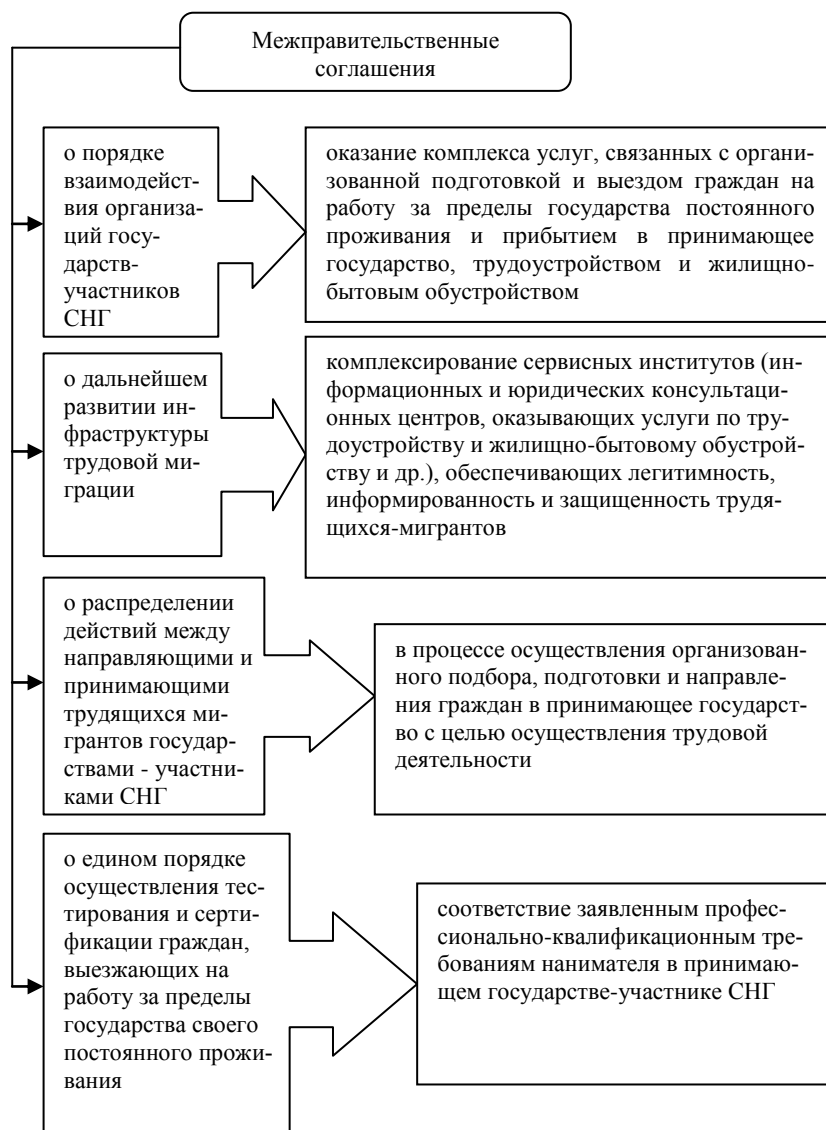 Межправительственные
соглашения
о порядке
взаимодейст-
вия организа-
ций госу-
дарств-
участников
СНГ
оказание комплекса услуг, связанных с органи-
зованной подготовкой и выездом граждан на
работу за пределы государства постоянного
проживания и прибытием в принимающее
государство, трудоустройством и жилищно-
бытовым обустройством
о дальнейшем
развитии ин-
фраструктуры
трудовой ми-
грации
комплексирование сервисных институтов (ин-
формационных и юридических консультаци-
онных центров, оказывающих услуги по тру-
доустройству и жилищно-бытовому обустрой-
ству и др.), обеспечивающих легитимность,
информированность и защищенность трудя-
щихся-мигрантов
о распределении
действий между
направляющими и
принимающими
трудящихся ми-
грантов государ-
ствами - участни-
ками СНГ
в процессе осуществления организован-
ного подбора, подготовки и направле-
ния граждан в принимающее государст-
во с целью осуществления трудовой
деятельности
о едином порядке
осуществления тес-
тирования и серти-
фикации граждан,
выезжающих на
работу за пределы
государства своего
постоянного прожи-
вания
соответствие заявленным профес-
сионально-квалификационным тре-
бованиям нанимателя в принимаю-
щем государстве-участнике СНГ